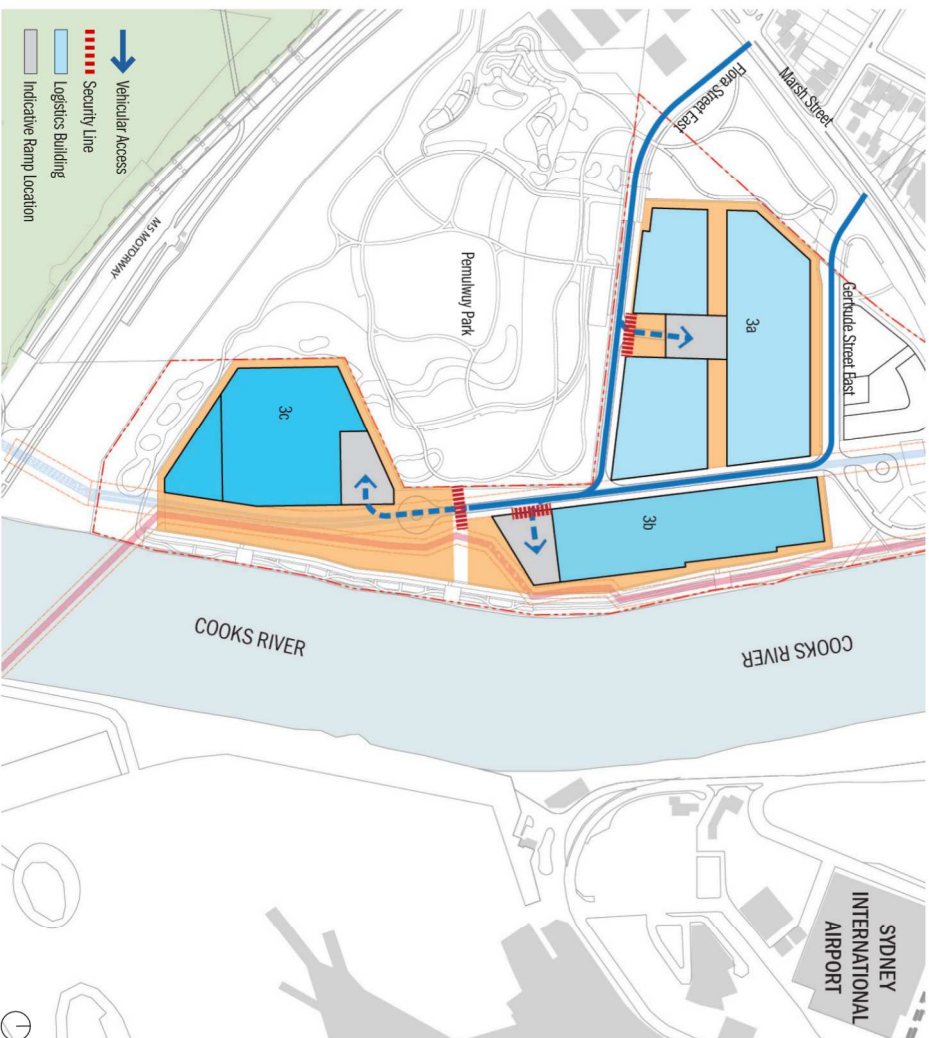 Marsh Street
Flora Street East
Gertrude Street East
3a
Pemulwuy Park
3b
3c
M5 MOTORWAY
COOKS RIVER
COOKS RIVER
SYDNEY
INTERNATIONAL
AIRPORT
Vehicular Access
Security Line
Logistics Building
Indicative Ramp Location